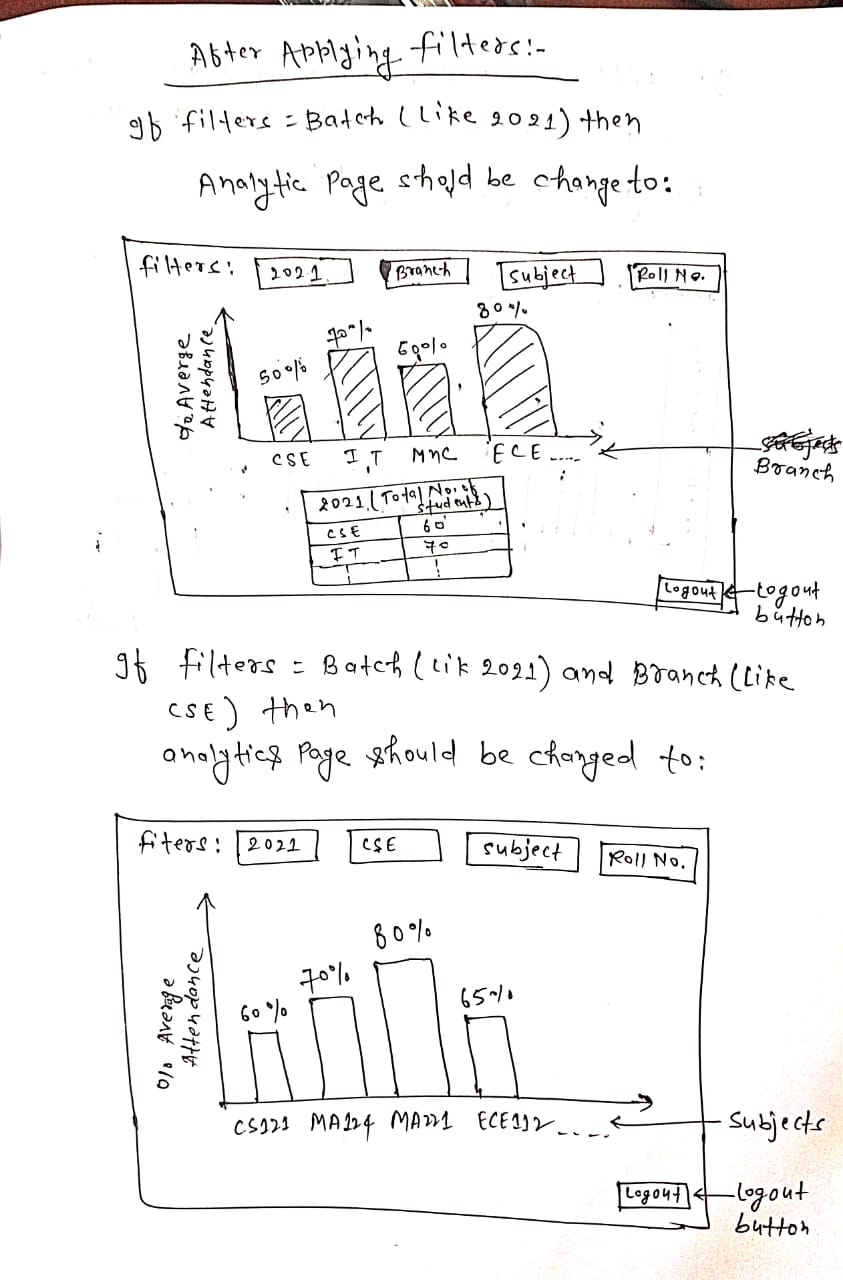 After Applying filters:-
If filters = Batch (Like 2021) then
Analytic Page shold be change to:
filters: 2021 Branch Subject Roll No.
80%
70%
60%
50%
% Averge
Attendance
CSE IT MNC ECE .....
Branch
2021 (Total No. of
students)
CSE 60
IT 70
Logout
Logout
button
If filters = Batch (Lik 2021) and Branch (Like
CSE) then
analytics Page should be changed to:
fiters: 2021 CSE Subject Roll No.
80%
70%
65%
60%
% Average
Attendance
CS121 MA124 MA221 ECE112 .....
Subjects
Logout
Logout
button